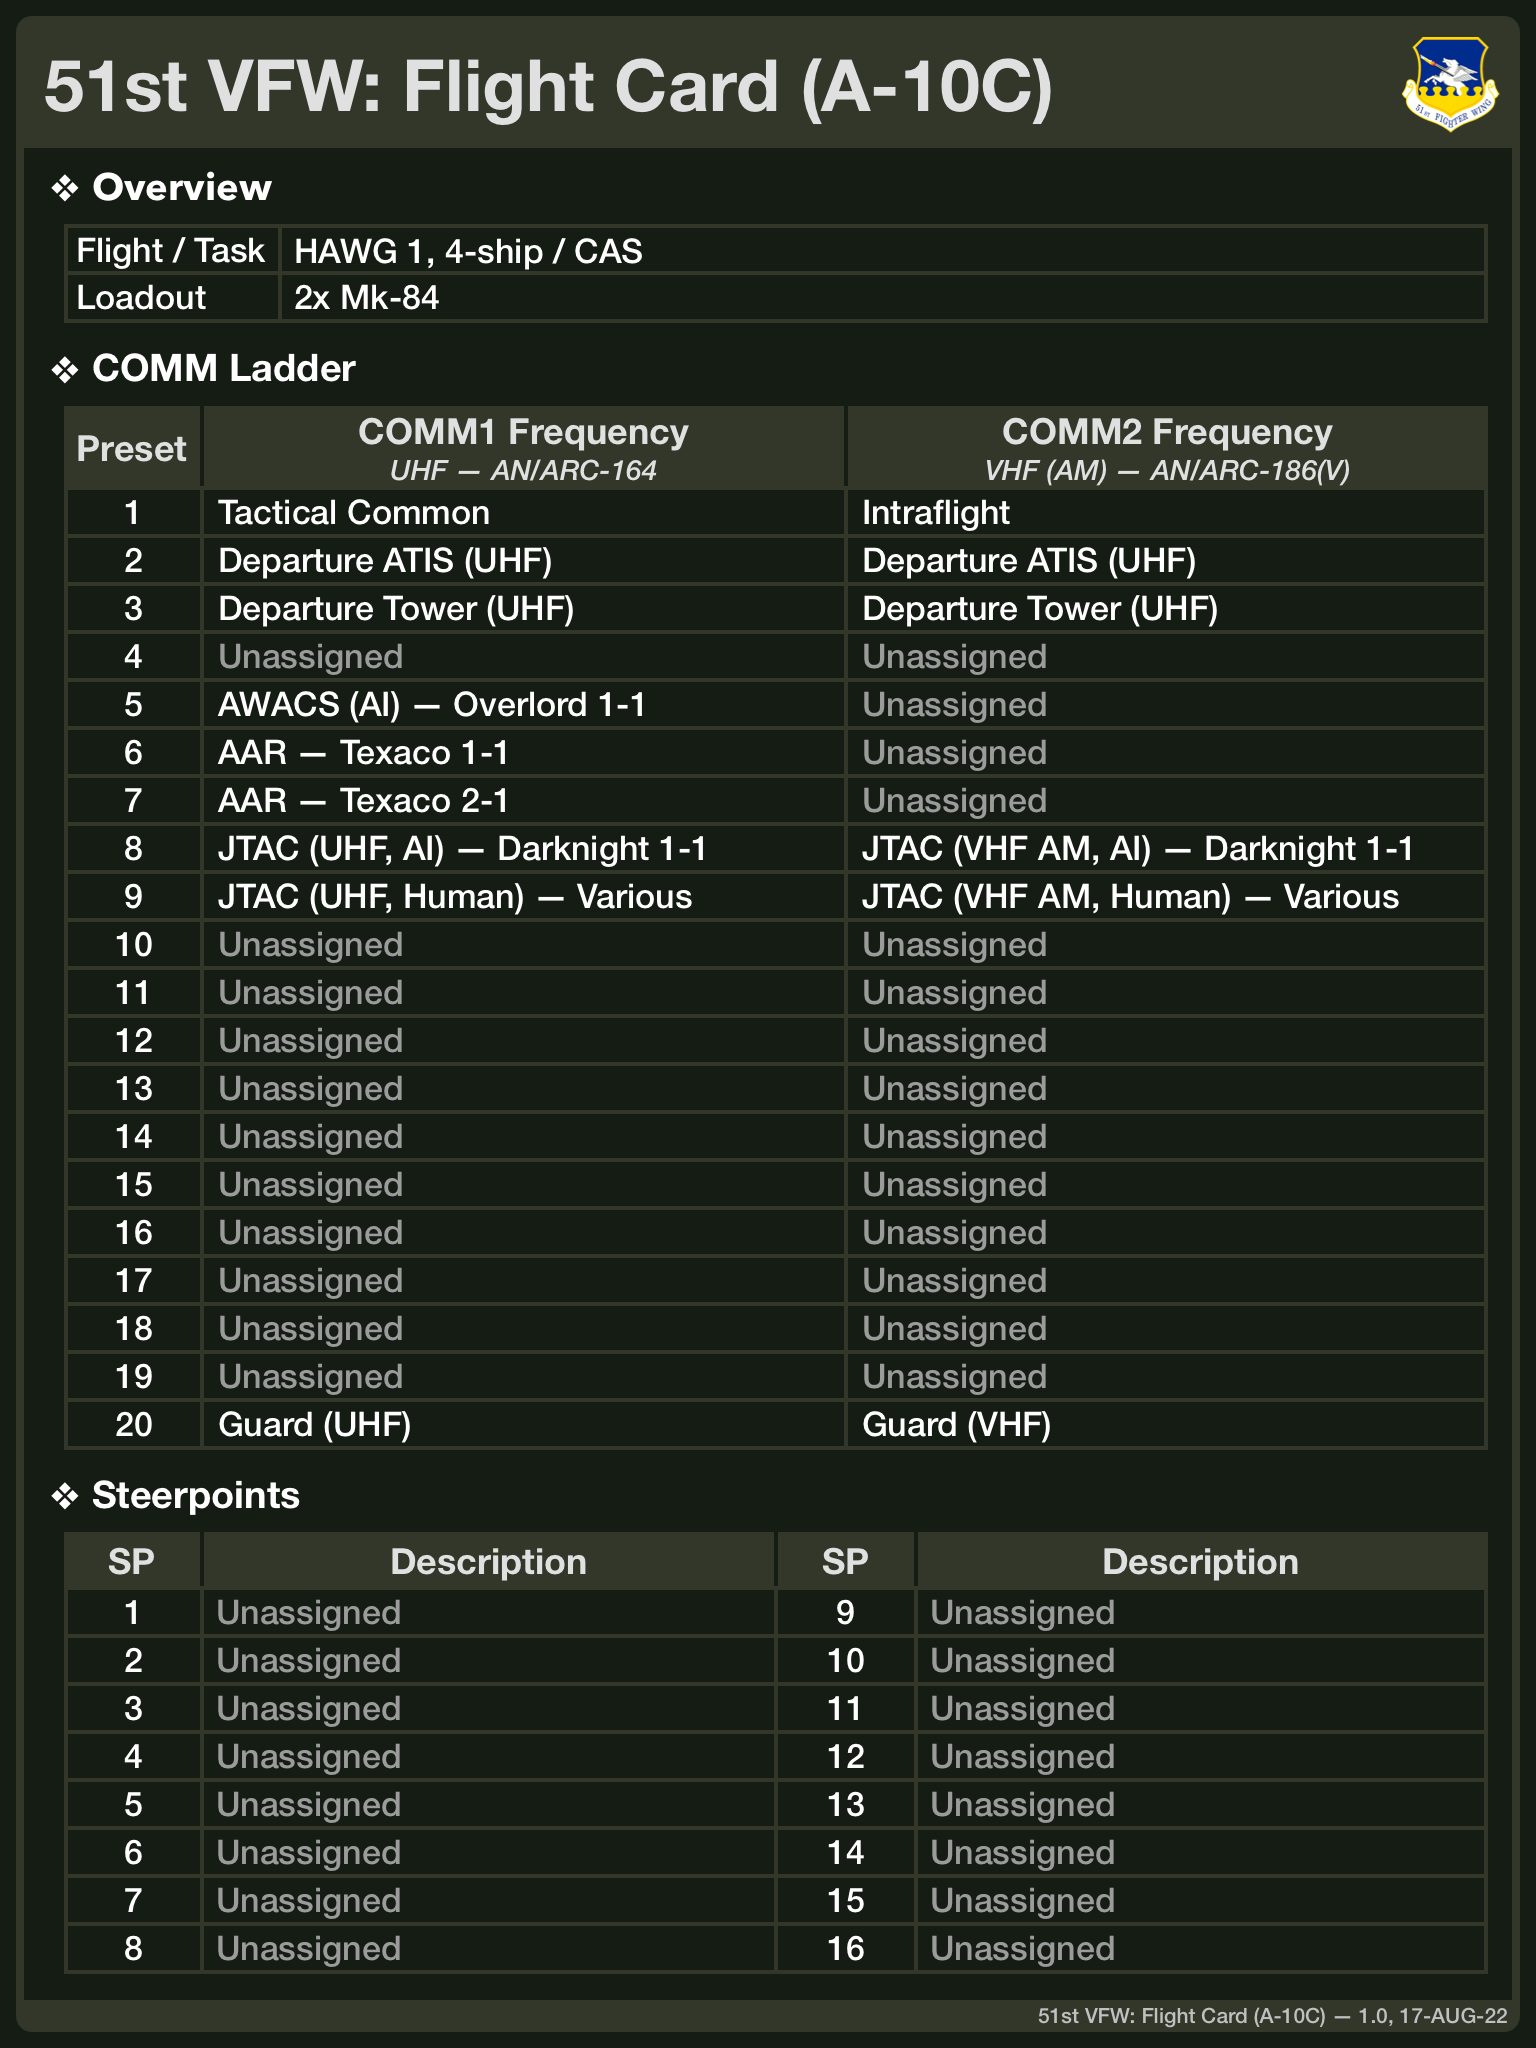 51st VFW: Flight Card (A-10C)
51st FIGHTER WING
❖ Overview
Flight / Task HAWG 1, 4-ship / CAS
Loadout 2x Mk-84
❖ COMM Ladder
Preset COMM1 Frequency COMM2 Frequency
UHF — AN/ARC-164 VHF (AM) — AN/ARC-186(V)
1 Tactical Common Intraflight
2 Departure ATIS (UHF) Departure ATIS (UHF)
3 Departure Tower (UHF) Departure Tower (UHF)
4 Unassigned Unassigned
5 AWACS (AI) — Overlord 1-1 Unassigned
6 AAR — Texaco 1-1 Unassigned
7 AAR — Texaco 2-1 Unassigned
8 JTAC (UHF, AI) — Darknight 1-1 JTAC (VHF AM, AI) — Darknight 1-1
9 JTAC (UHF, Human) — Various JTAC (VHF AM, Human) — Various
10 Unassigned Unassigned
11 Unassigned Unassigned
12 Unassigned Unassigned
13 Unassigned Unassigned
14 Unassigned Unassigned
15 Unassigned Unassigned
16 Unassigned Unassigned
17 Unassigned Unassigned
18 Unassigned Unassigned
19 Unassigned Unassigned
20 Guard (UHF) Guard (VHF)
❖ Steerpoints
SP Description SP Description
1 Unassigned 9 Unassigned
2 Unassigned 10 Unassigned
3 Unassigned 11 Unassigned
4 Unassigned 12 Unassigned
5 Unassigned 13 Unassigned
6 Unassigned 14 Unassigned
7 Unassigned 15 Unassigned
8 Unassigned 16 Unassigned
51st VFW: Flight Card (A-10C) — 1.0, 17-AUG-22